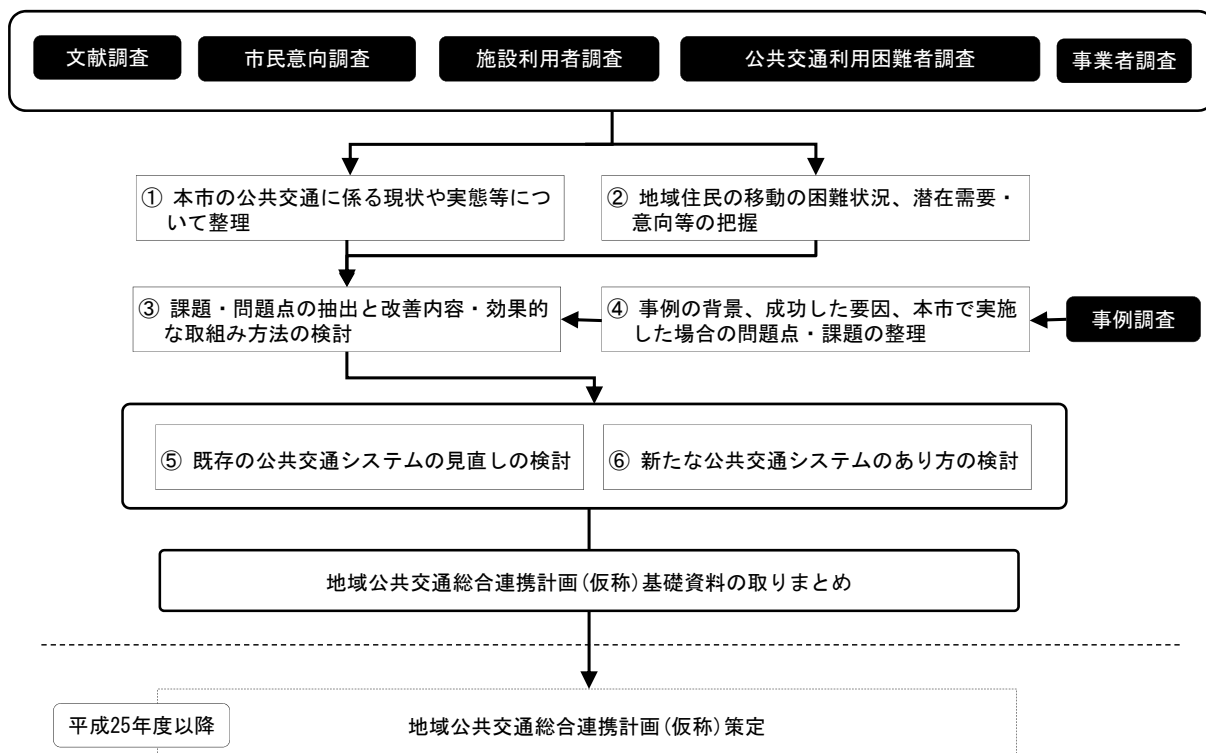 文献調査
市民意向調査
施設利用者調査
公共交通利用困難者調査
事業者調査
① 本市の公共交通に係る現状や実態等につ
いて整理
② 地域住民の移動の困難状況、潜在需要・
意向等の把握
③ 課題・問題点の抽出と改善内容・効果的
な取組み方法の検討
④ 事例の背景、成功した要因、本市で実施
した場合の問題点・課題の整理
事例調査
⑤ 既存の公共交通システムの見直しの検討
⑥ 新たな公共交通システムのあり方の検討
地域公共交通総合連携計画(仮称)基礎資料の取りまとめ
平成25年度以降
地域公共交通総合連携計画(仮称)策定